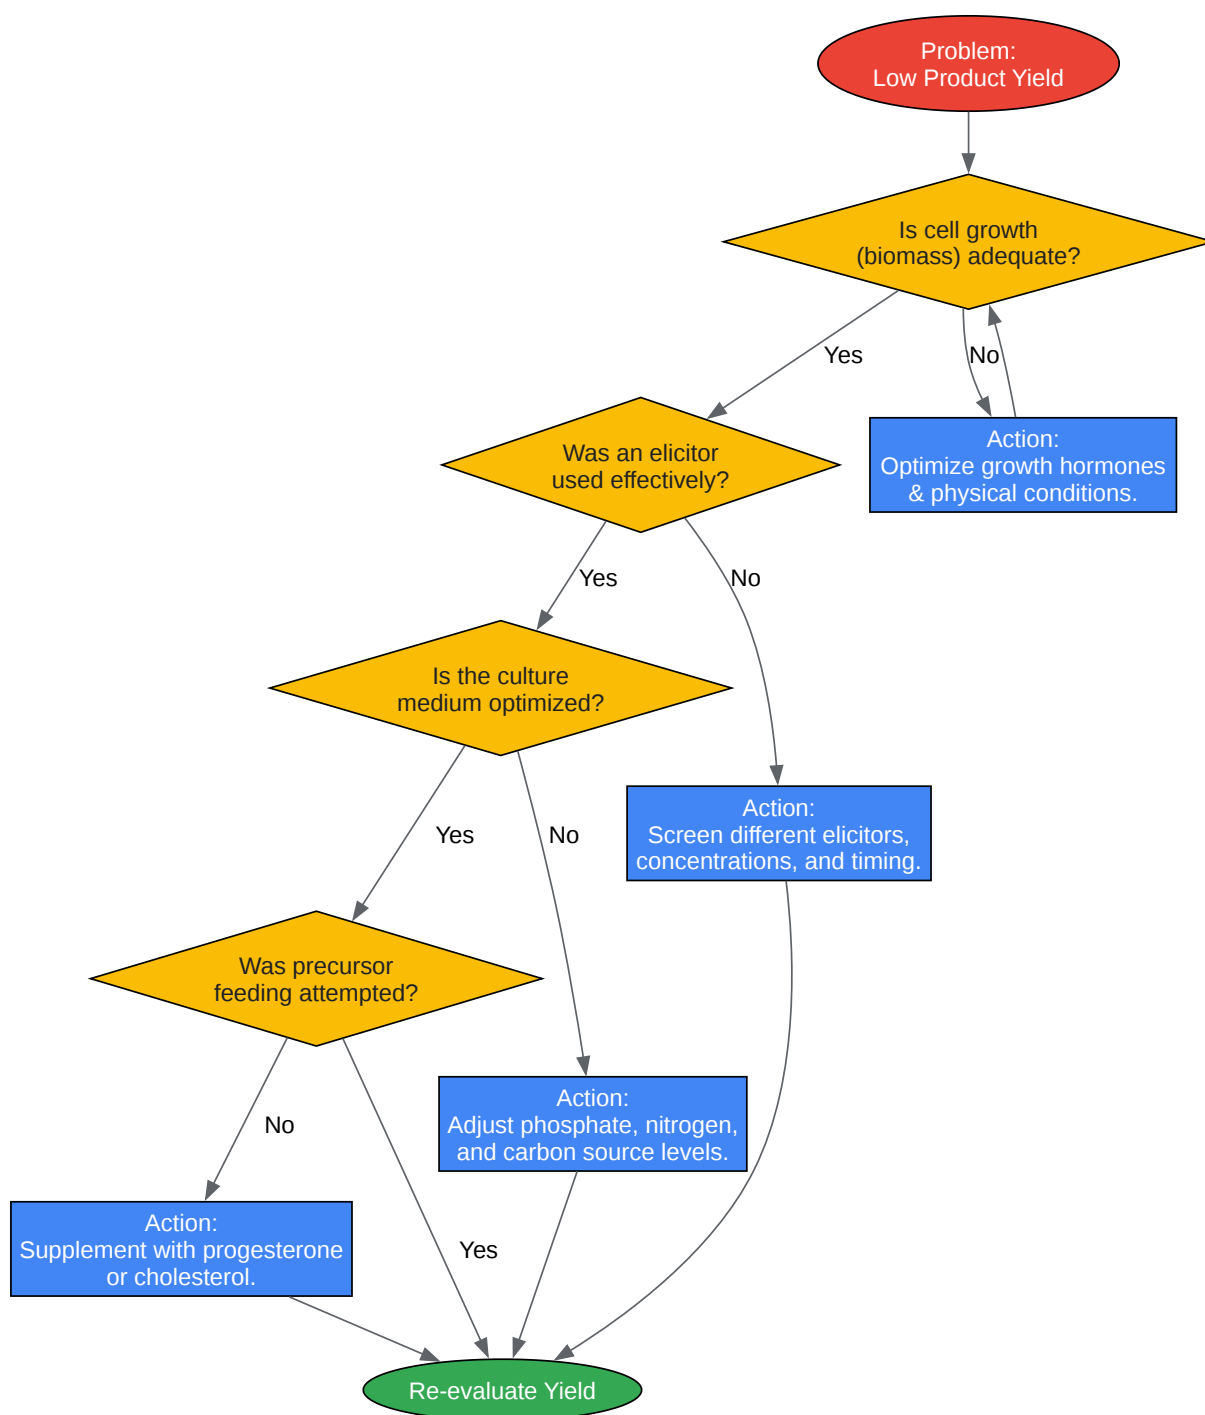 Problem:
Low Product Yield
Is cell growth
(biomass) adequate?
Yes
No
Action:
Optimize growth hormones
& physical conditions.
Was an elicitor
used effectively?
Yes
No
Is the culture
medium optimized?
Action:
Screen different elicitors,
concentrations, and timing.
Yes
No
Was precursor
feeding attempted?
Action:
Adjust phosphate, nitrogen,
and carbon source levels.
No
Yes
Action:
Supplement with progesterone
or cholesterol.
Re-evaluate Yield